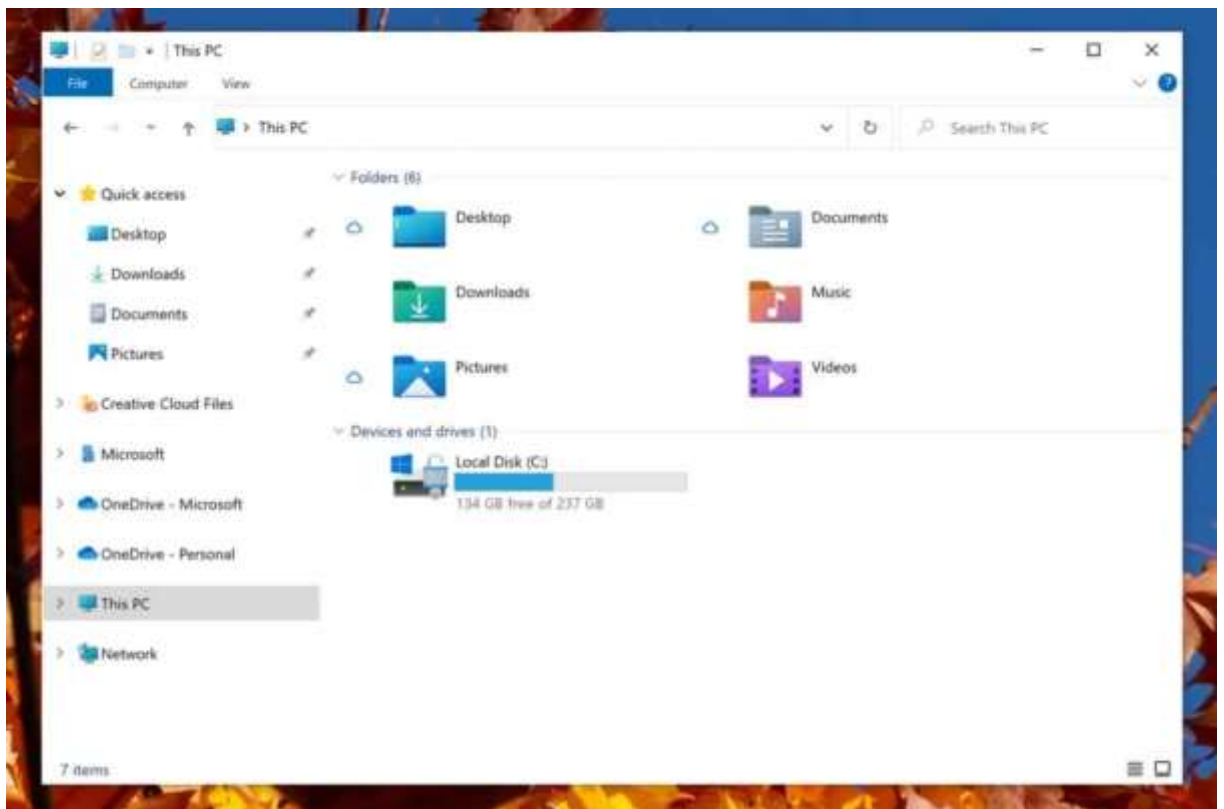 This PC
File Computer View
This PC
Search This PC
Quick access
Desktop
Downloads
Documents
Pictures
Creative Cloud Files
Microsoft
OneDrive - Microsoft
OneDrive - Personal
This PC
Network
Folders (6)
Desktop
Documents
Downloads
Music
Pictures
Videos
Devices and drives (1)
Local Disk (C:)
134 GB free of 237 GB
7 items